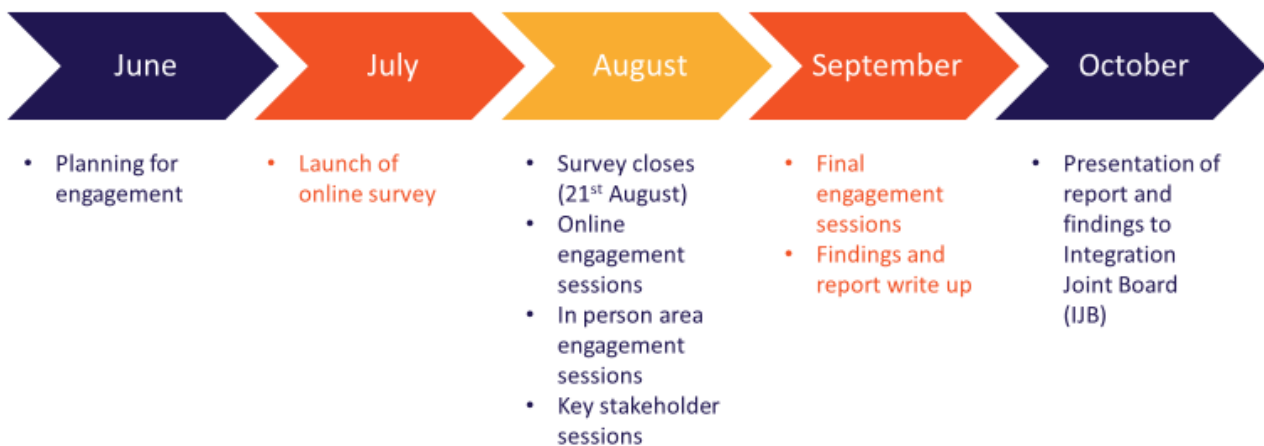 June
July
August
September
October
• Planning for
engagement
• Launch of
online survey
• Survey closes
(21st August)
• Online
engagement
sessions
• In person area
engagement
sessions
• Key stakeholder
sessions
• Final
engagement
sessions
• Findings and
report write up
• Presentation of
report and
findings to
Integration
Joint Board
(IJB)